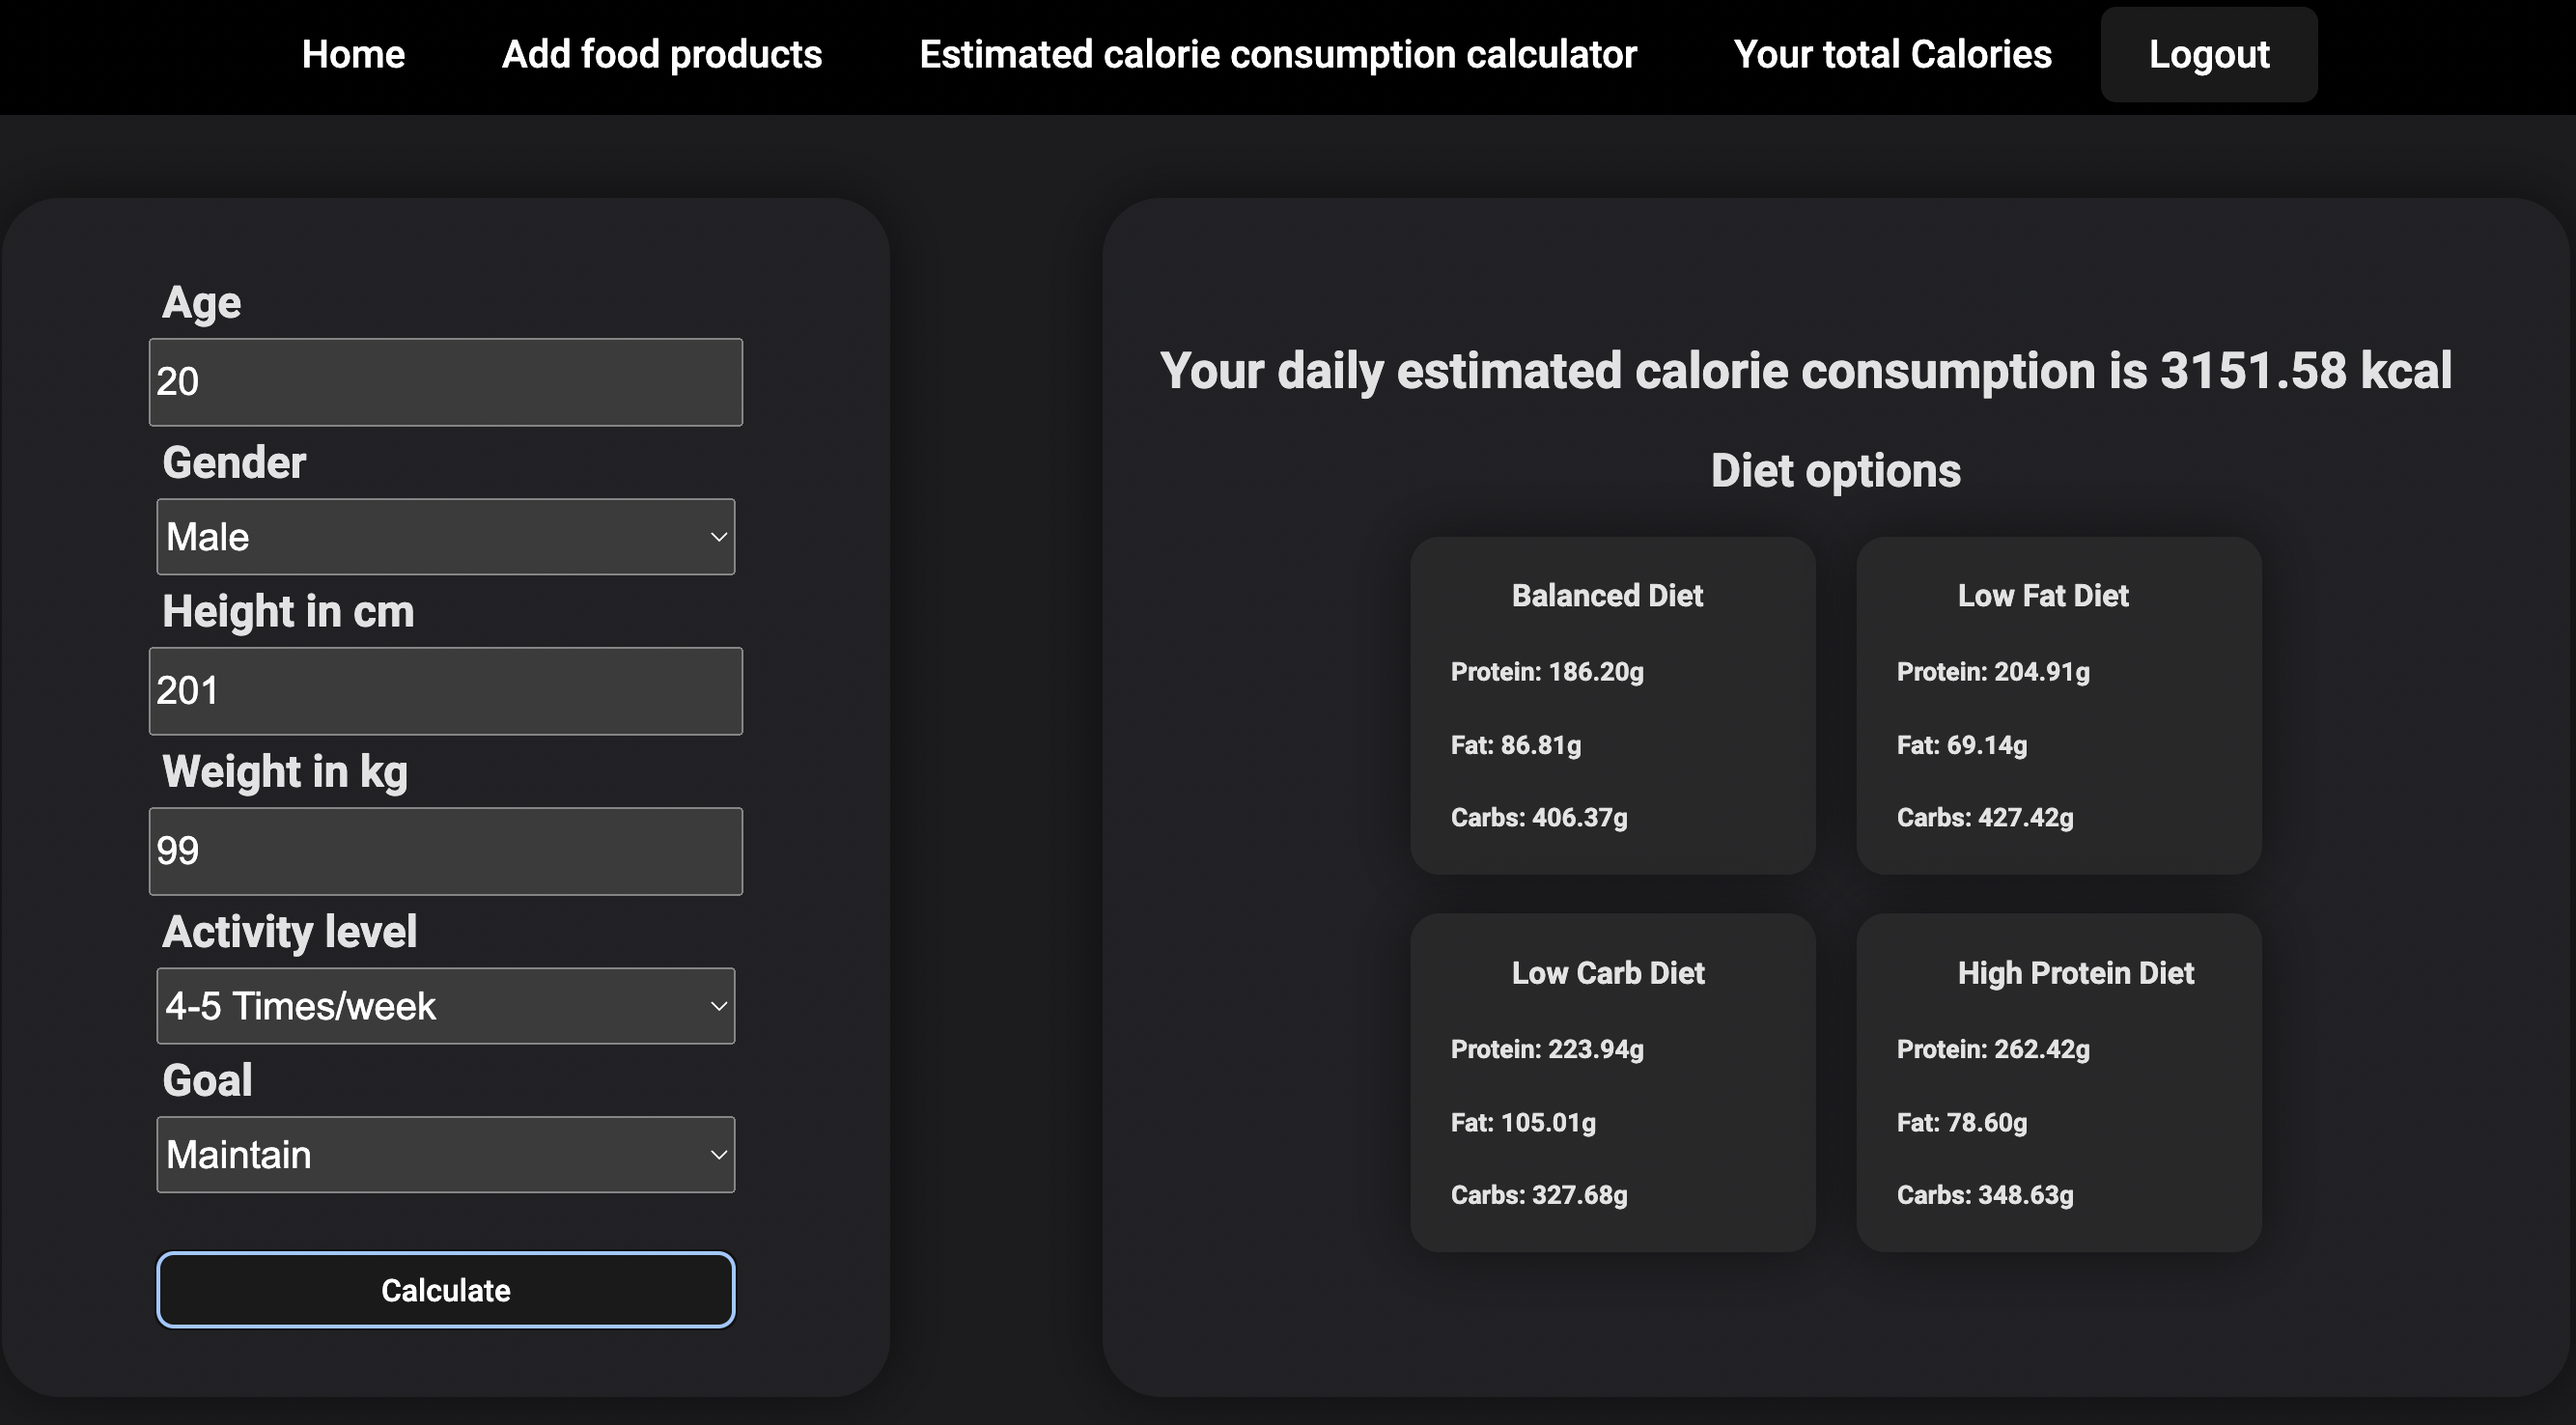 Home
Add food products
Estimated calorie consumption calculator
Your total Calories
Logout
Age
20
Gender
Male
Height in cm
201
Weight in kg
99
Activity level
4-5 Times/week
Goal
Maintain
Calculate
Your daily estimated calorie consumption is 3151.58 kcal
Diet options
Balanced Diet
Protein: 186.20g
Fat: 86.81g
Carbs: 406.37g
Low Fat Diet
Protein: 204.91g
Fat: 69.14g
Carbs: 427.42g
Low Carb Diet
Protein: 223.94g
Fat: 105.01g
Carbs: 327.68g
High Protein Diet
Protein: 262.42g
Fat: 78.60g
Carbs: 348.63g